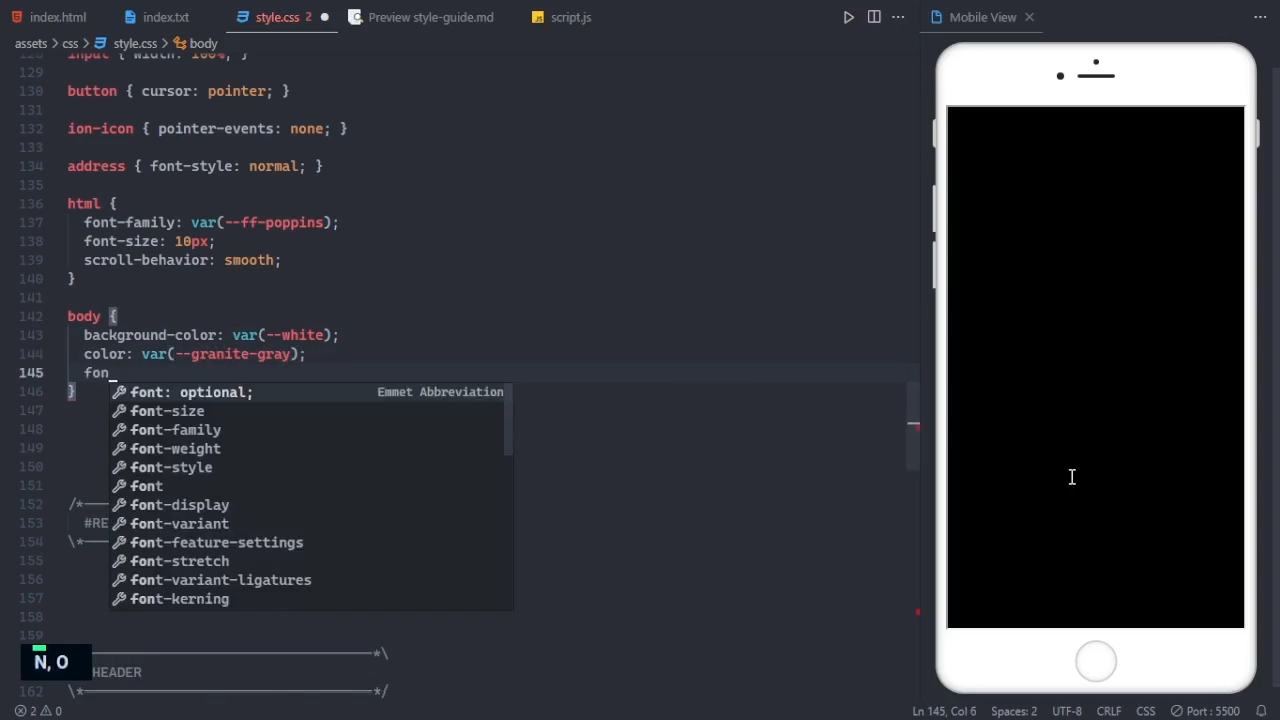 index.html
index.txt
style.css 2
Preview style-guide.md
script.js
Mobile View
assets > css > style.css > body
128 input { width: 100%; }
129
130 button { cursor: pointer; }
131
132 ion-icon { pointer-events: none; }
133
134 address { font-style: normal; }
135
136 html {
137 font-family: var(--ff-poppins);
138 font-size: 10px;
139 scroll-behavior: smooth;
140 }
141
142 body {
143 background-color: var(--white);
144 color: var(--granite-gray);
145 fon
146 }
font: optional; Emmet Abbreviation
147 font-size
148 font-family
149 font-weight
150 font-style
151 font
152 /* font-display
153 #RE font-variant
154 \* font-feature-settings
155 font-stretch
156 font-variant-ligatures
157 font-kerning
158
159
*\
N, O
HEADER
162 \* */
2 0
Ln 145, Col 6
Spaces: 2
UTF-8
CRLF
CSS
Port : 5500